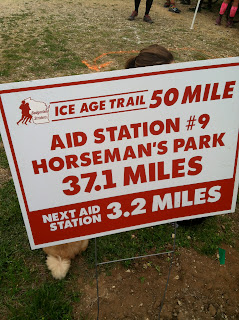 ICE AGE TRAIL 50 MILE
AID STATION #9
HORSEMAN'S PARK
37.1 MILES
NEXT AID
STATION 3.2 MILES